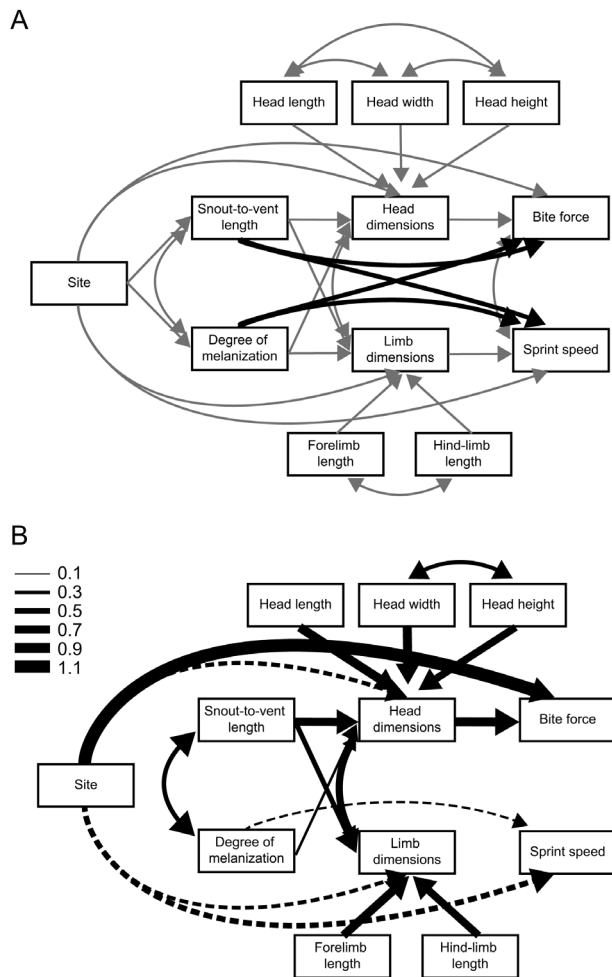 A
Head length
Head width
Head height
Snout-to-vent
length
Head
dimensions
Bite force
Site
Degree of
melanization
Limb
dimensions
Sprint speed
Forelimb
length
Hind-limb
length
B
0.1
0.3
0.5
0.7
0.9
1.1
Head length
Head width
Head height
Snout-to-vent
length
Head
dimensions
Bite force
Site
Degree of
melanization
Limb
dimensions
Sprint speed
Forelimb
length
Hind-limb
length